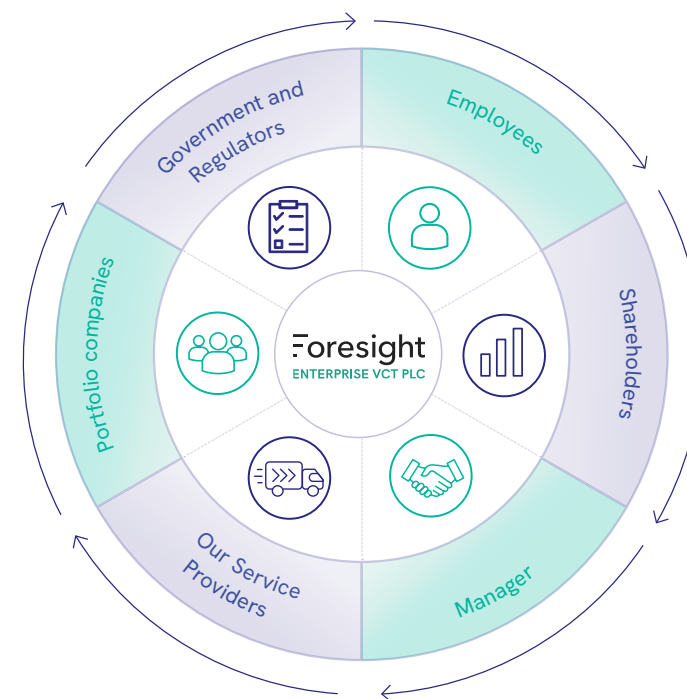 Government and
Regulators
Employees
Shareholders
Manager
Our Service
Providers
Portfolio companies
Foresight
ENTERPRISE VCT PLC